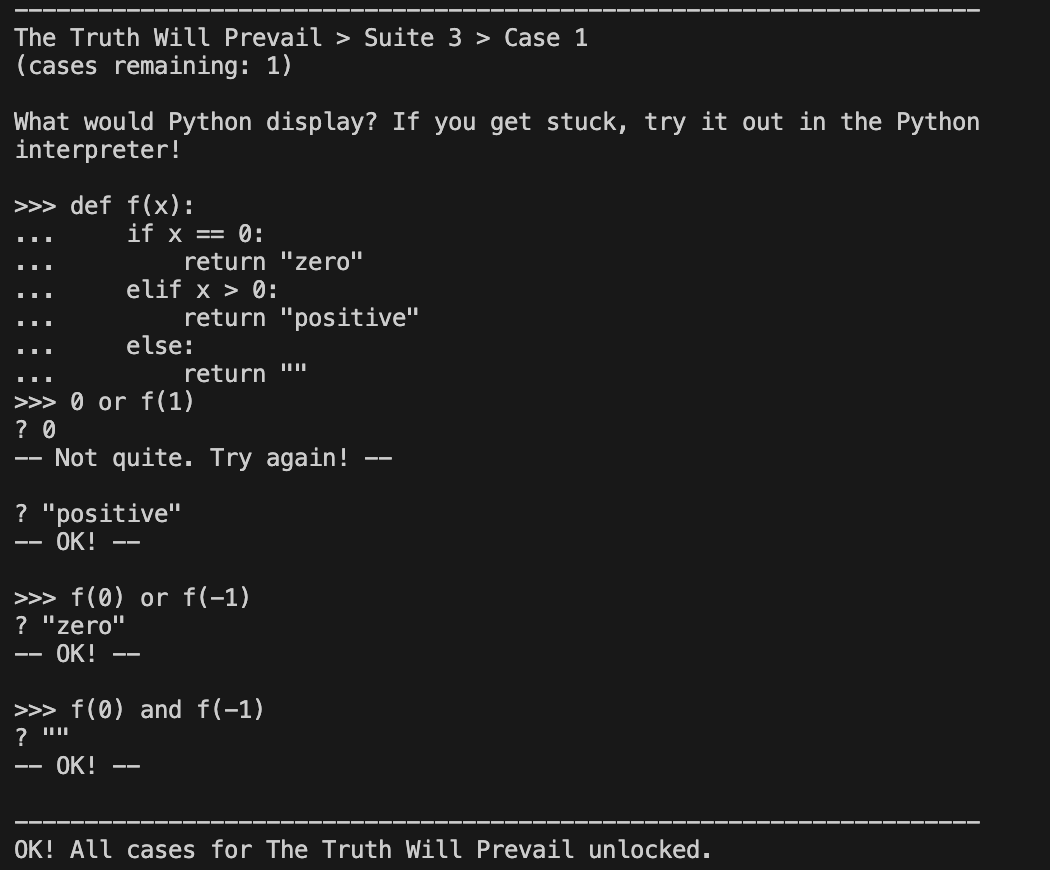 ---------------------------------------------------------------------
The Truth Will Prevail > Suite 3 > Case 1
(cases remaining: 1)

What would Python display? If you get stuck, try it out in the Python
interpreter!

>>> def f(x):
...     if x == 0:
...         return "zero"
...     elif x > 0:
...         return "positive"
...     else:
...         return ""
>>> 0 or f(1)
? 0
-- Not quite. Try again! --

? "positive"
-- OK! --

>>> f(0) or f(-1)
? "zero"
-- OK! --

>>> f(0) and f(-1)
? ""
-- OK! --

---------------------------------------------------------------------
OK! All cases for The Truth Will Prevail unlocked.